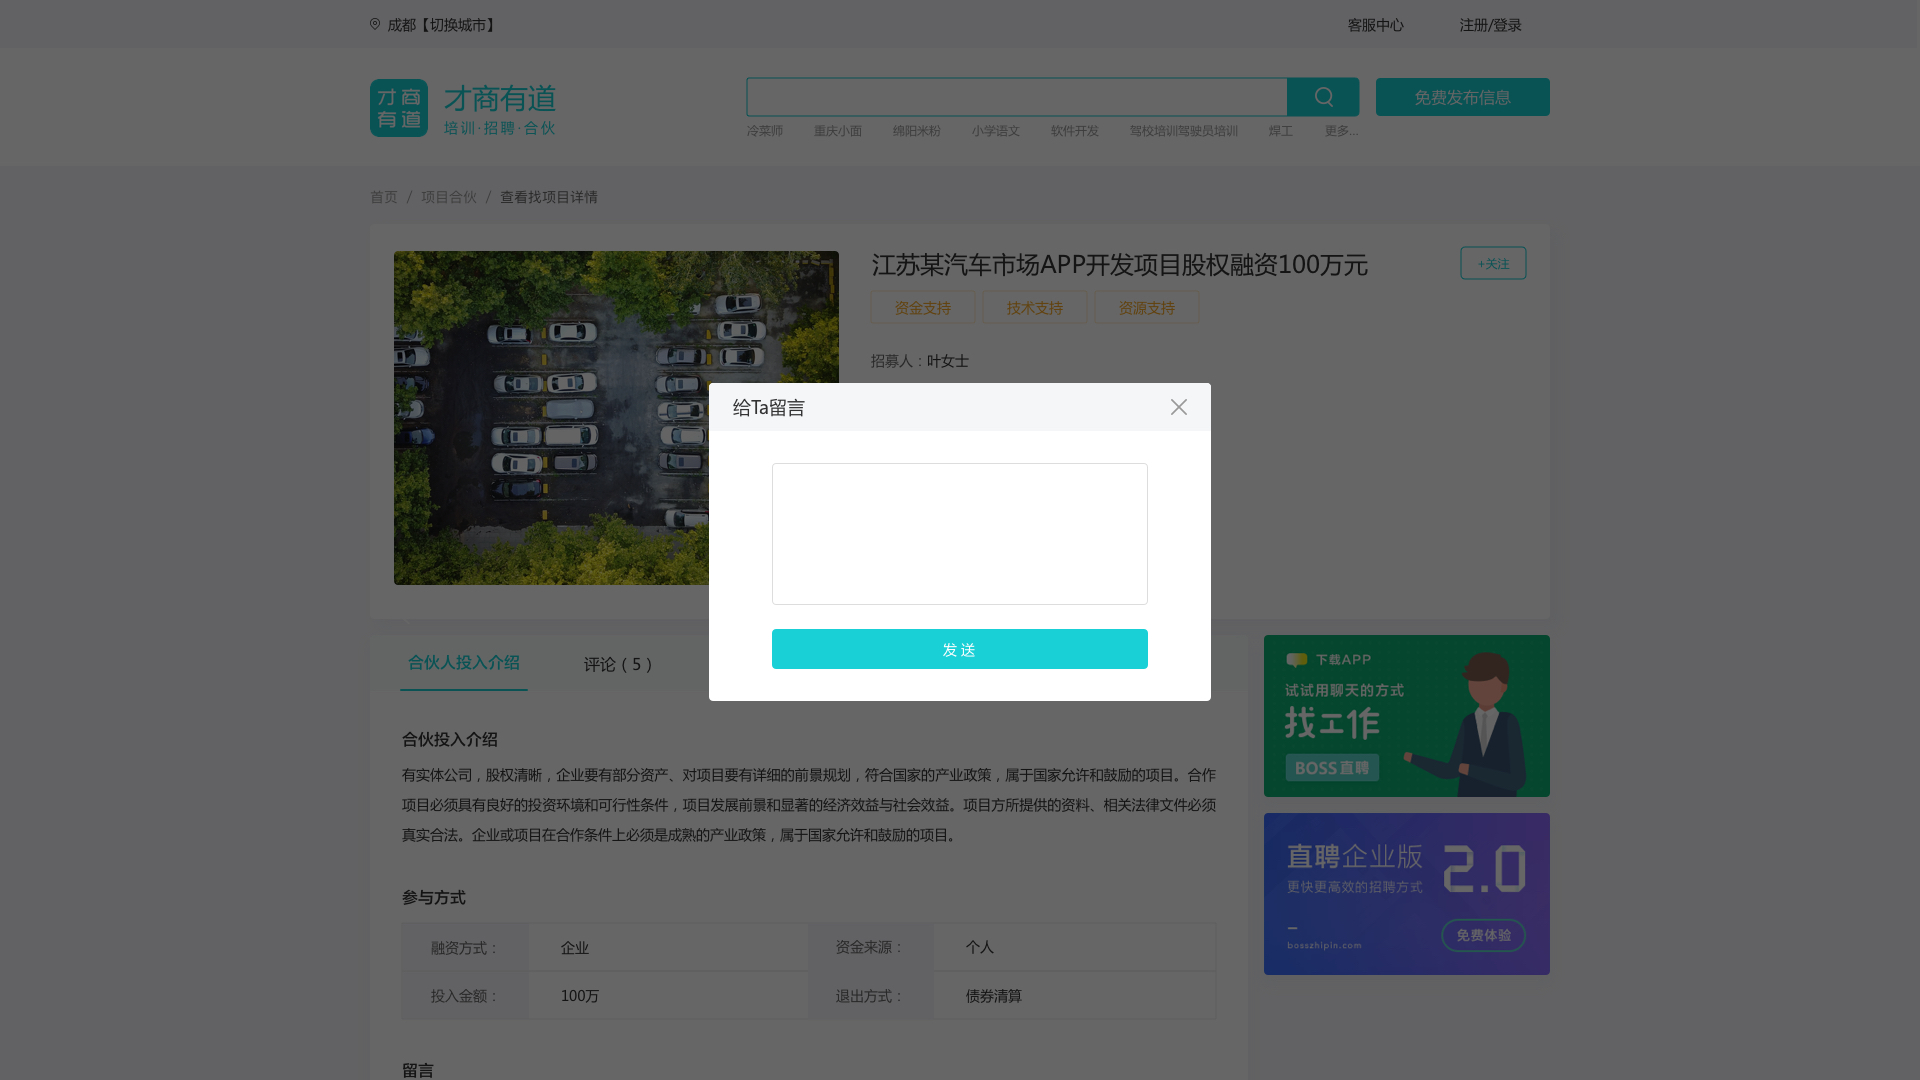 成都【切换城市】
客服中心
注册/登录
才商
有道
才商有道
培训·招聘·合伙
免费发布信息
冷菜师 重庆小面 绵阳米粉 小学语文 软件开发 驾校培训驾驶员培训 焊工 更多...
首页 / 项目合伙 / 查看找项目详情
江苏某汽车市场APP开发项目股权融资100万元
+关注
资金支持 技术支持 资源支持
招募人：叶女士
给Ta留言
发 送
合伙人投入介绍
评论（5）
合伙投入介绍
有实体公司，股权清晰，企业要有部分资产、对项目要有详细的前景规划，符合国家的产业政策，属于国家允许和鼓励的项目。合作
项目必须具有良好的投资环境和可行性条件，项目发展前景和显著的经济效益与社会效益。项目方所提供的资料、相关法律文件必须
真实合法。企业或项目在合作条件上必须是成熟的产业政策，属于国家允许和鼓励的项目。
参与方式
融资方式： 企业 资金来源： 个人
投入金额： 100万 退出方式： 债券清算
留言
下载APP
试试用聊天的方式
找工作
BOSS直聘
直聘企业版 2.0
更快更高效的招聘方式
bosszhipin.com
免费体验